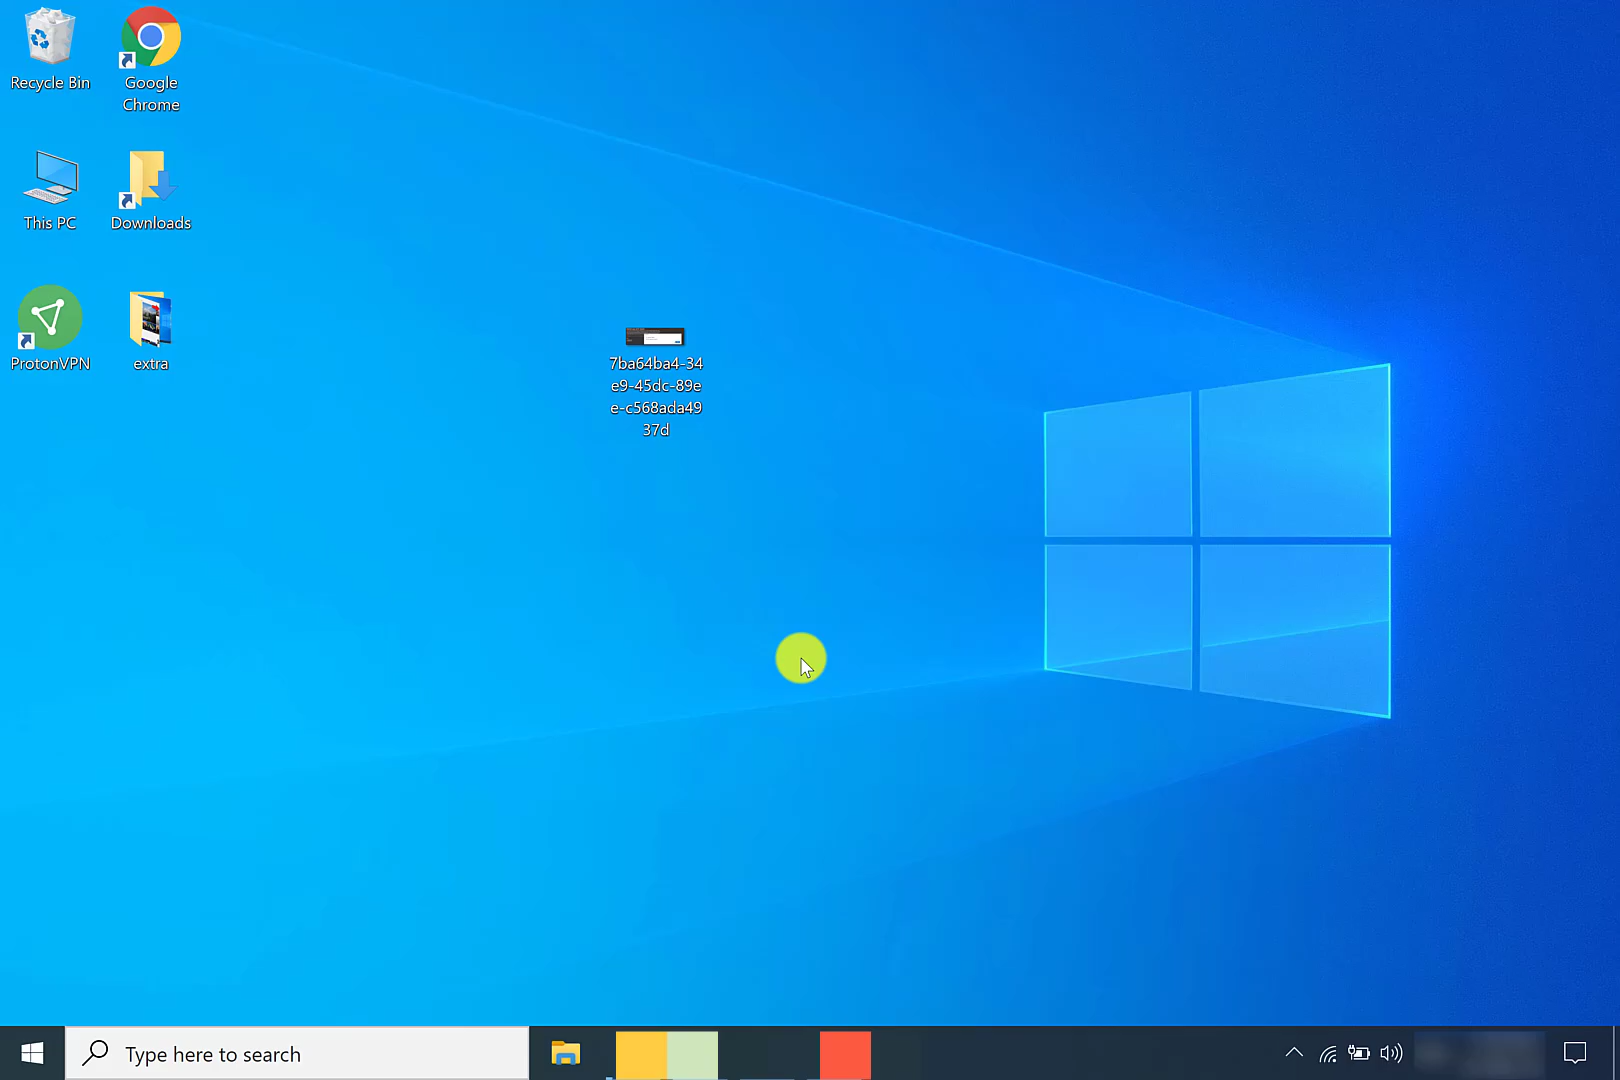 Recycle Bin
Google
Chrome
This PC
Downloads
ProtonVPN
extra
7ba64ba4-34
e9-45dc-89e
e-c568ada49
37d
Type here to search